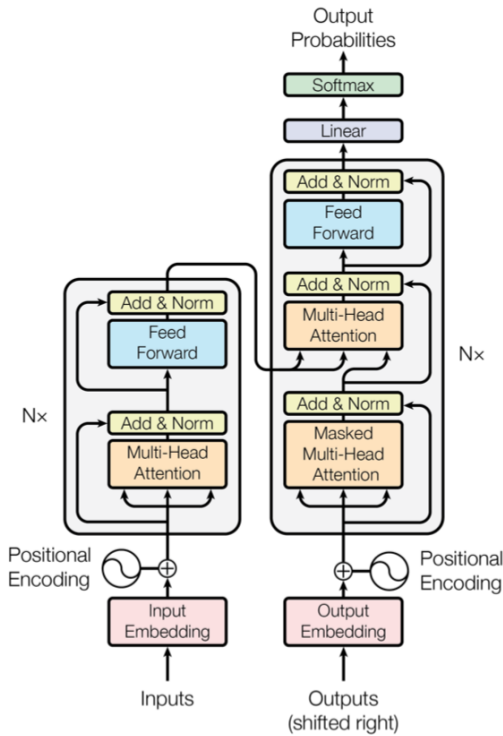 Output
Probabilities
Softmax
Linear
Add & Norm
Feed
Forward
Add & Norm
Multi-Head
Attention
Add & Norm
Masked
Multi-Head
Attention
Nx
Add & Norm
Feed
Forward
Add & Norm
Multi-Head
Attention
Nx
Positional
Encoding
Positional
Encoding
Input
Embedding
Output
Embedding
Inputs
Outputs
(shifted right)